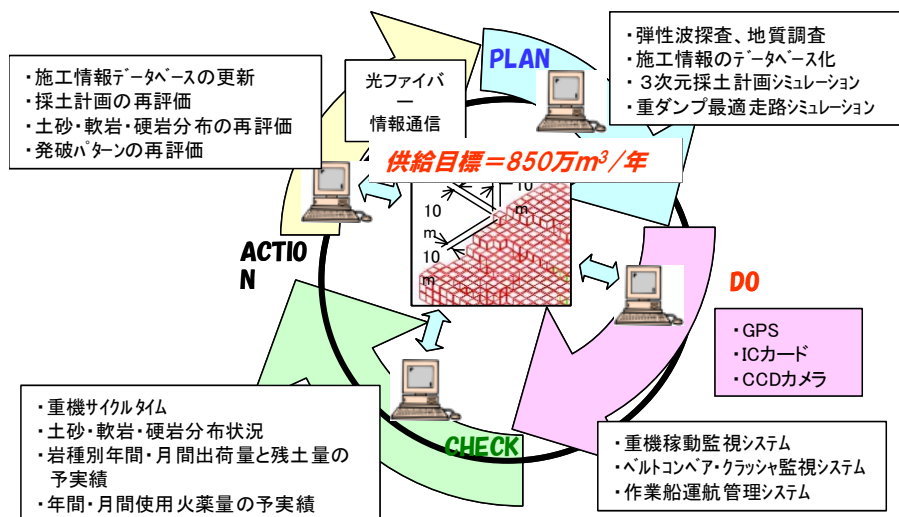 ・弾性波探査、地質調査
・施工情報のデータベース化
・３次元採土計画シミュレーション
・重ダンプ最適走路シミュレーション
PLAN
・施工情報データベースの更新
・採土計画の再評価
・土砂・軟岩・硬岩分布の再評価
・発破パターンの再評価
光ファイバ
ー
情報通信
供給目標＝850万m³/年
10
m
10
m
10
m
ACTIO
N
DO
・GPS
・ICカード
・CCDカメラ
CHECK
・重機サイクルタイム
・土砂・軟岩・硬岩分布状況
・岩種別年間・月間出荷量と残土量の
予実績
・年間・月間使用火薬量の予実績
・重機稼動監視システム
・ベルトコンベア・クラッシャ監視システム
・作業船運航管理システム